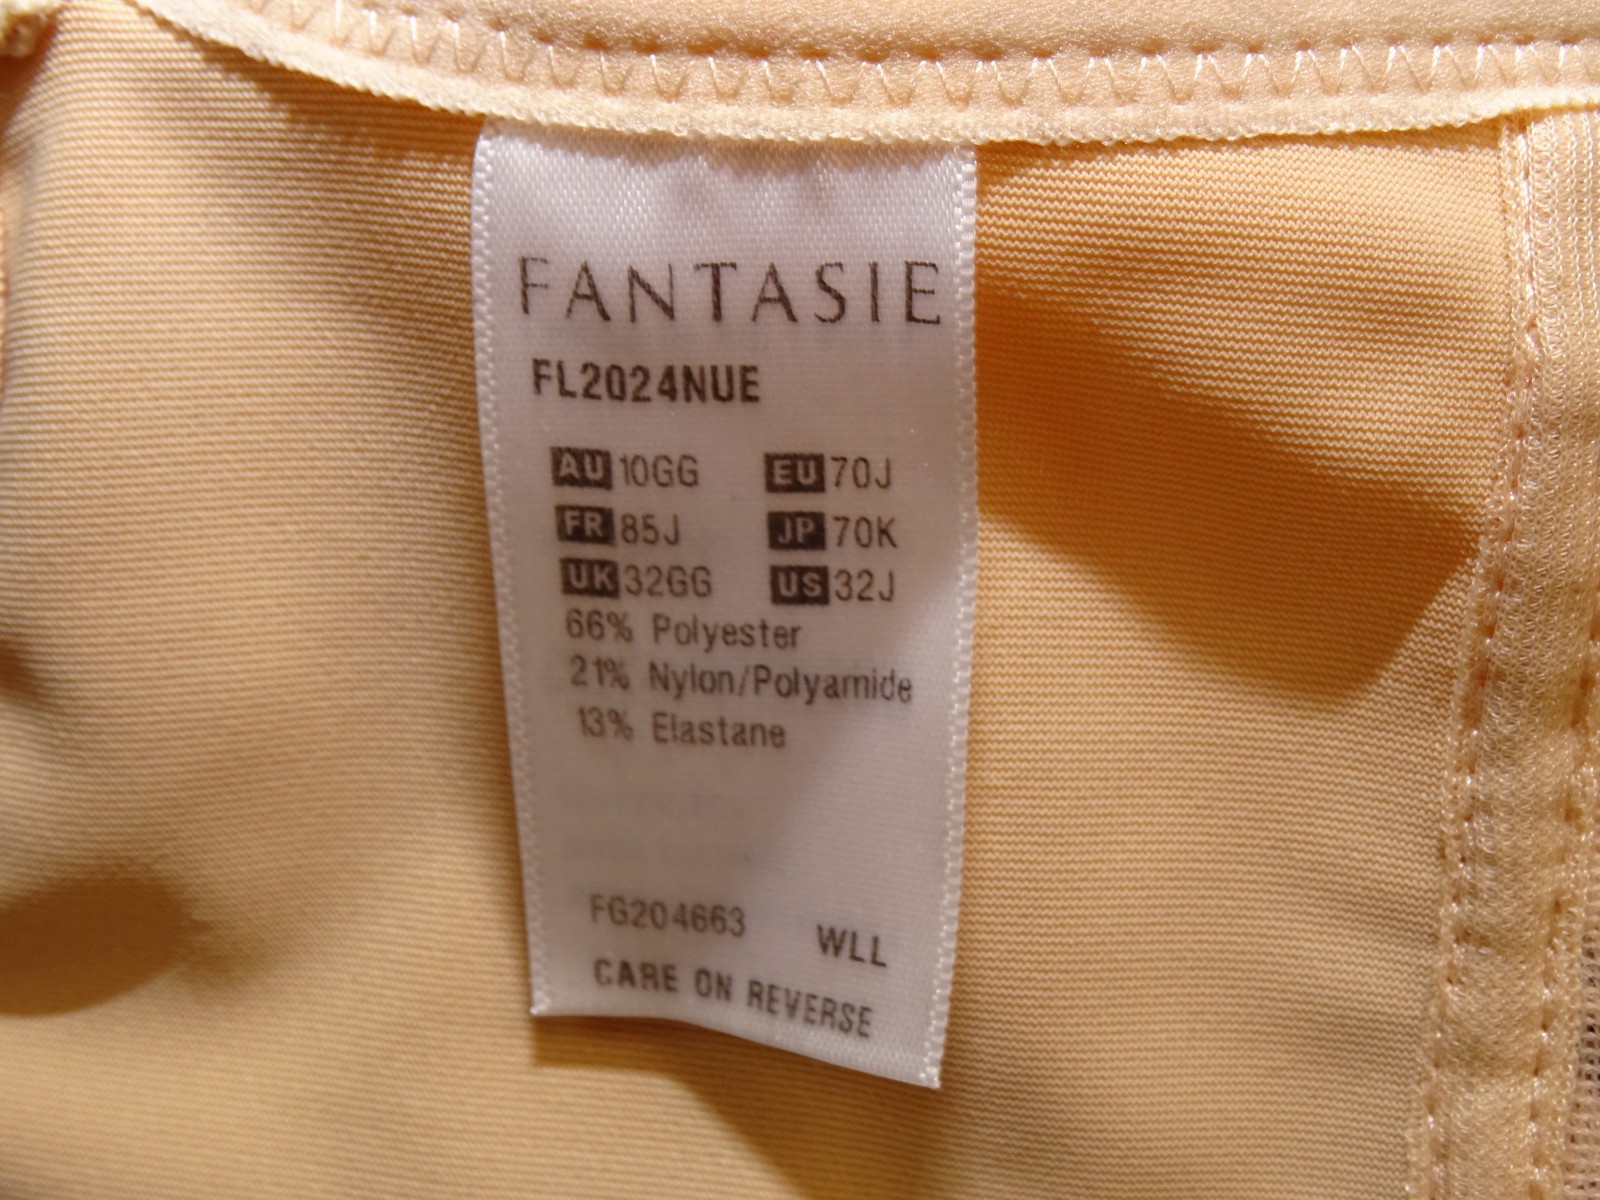 FANTASIE
FL2024NUE
AU 10GG EU 70J
FR 85J JP 70K
UK 32GG US 32J
66% Polyester
21% Nylon/Polyamide
13% Elastane
FG204663 WLL
CARE ON REVERSE